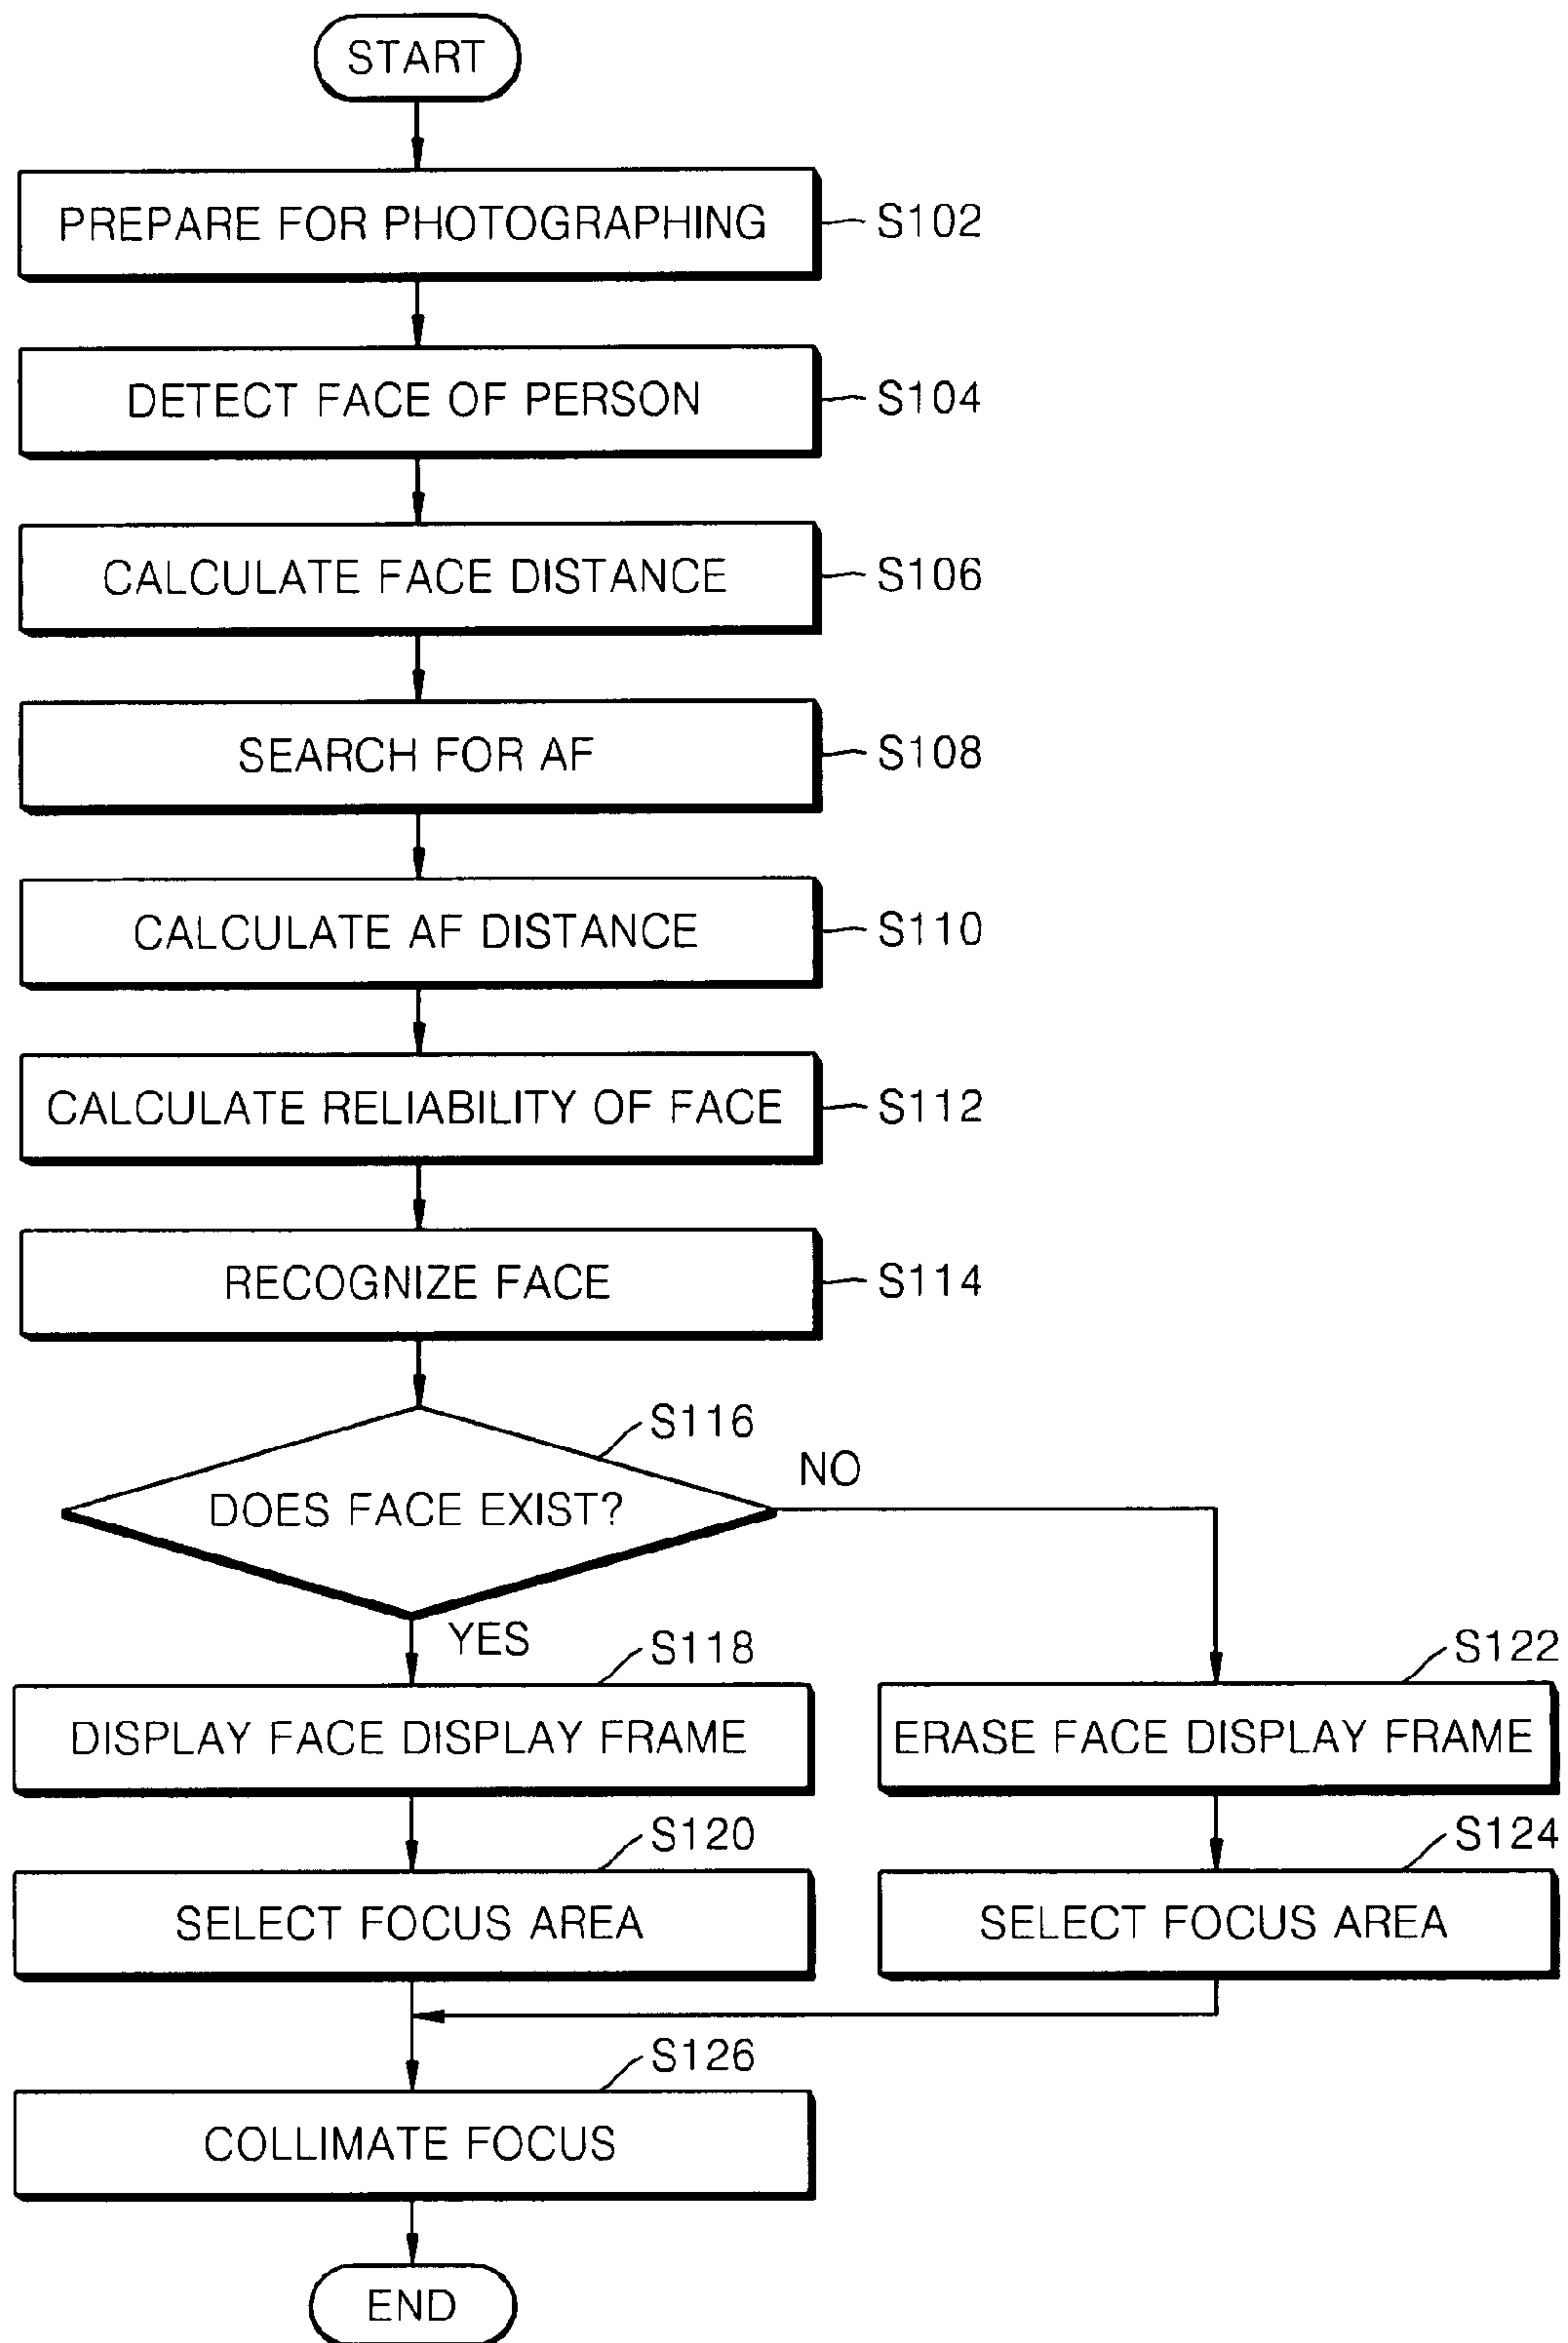 START
PREPARE FOR PHOTOGRAPHING
S102
DETECT FACE OF PERSON
S104
CALCULATE FACE DISTANCE
S106
SEARCH FOR AF
S108
CALCULATE AF DISTANCE
S110
CALCULATE RELIABILITY OF FACE
S112
RECOGNIZE FACE
S114
S116
DOES FACE EXIST?
NO
YES
S118
DISPLAY FACE DISPLAY FRAME
S122
ERASE FACE DISPLAY FRAME
S120
SELECT FOCUS AREA
S124
SELECT FOCUS AREA
S126
COLLIMATE FOCUS
END